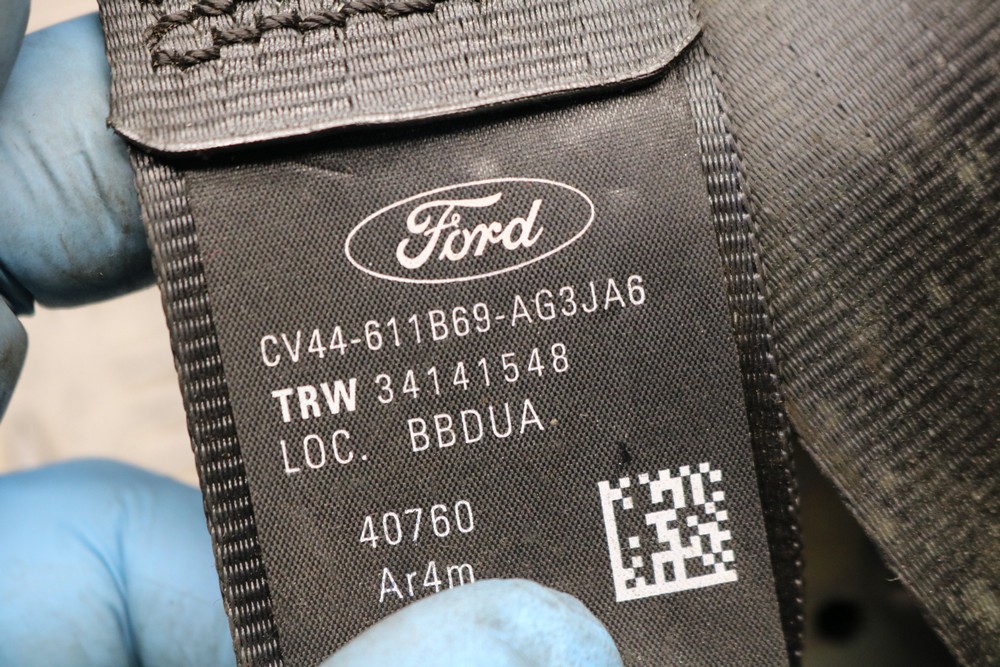 Ford
CV44-611B69-AG3JA6
TRW 34141548
LOC. BBDUA
40760
Ar4m